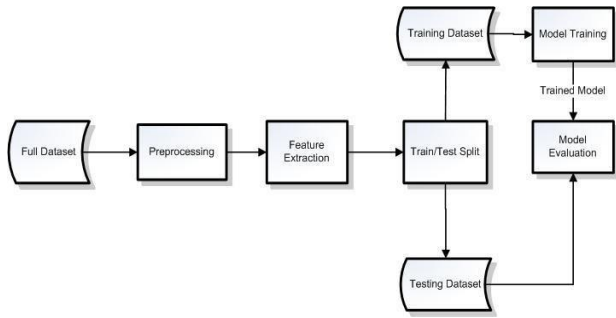 Training Dataset
Model Training
Trained Model
Full Dataset
Preprocessing
Feature
Extraction
Train/Test Split
Model
Evaluation
Testing Dataset